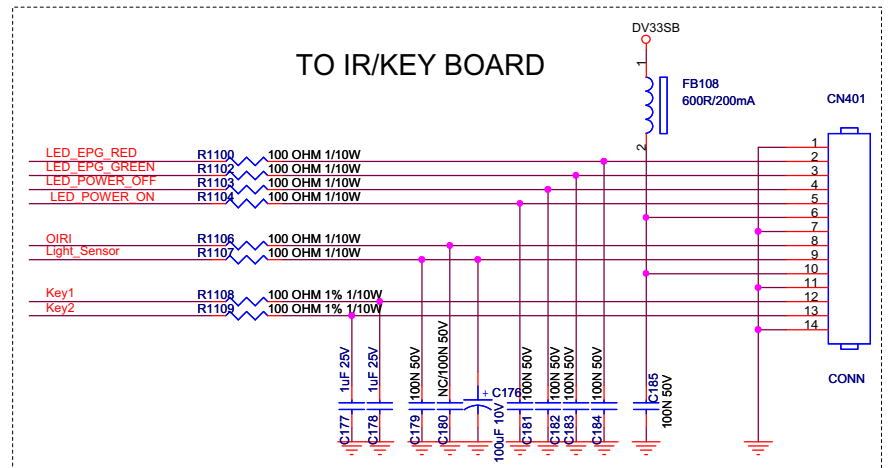 DV33SB
TO IR/KEY BOARD
1
FB108
600R/200mA
2
CN401
LED_EPG_RED R1100 100 OHM 1/10W
LED_EPG_GREEN R1102 100 OHM 1/10W
LED_POWER_OFF R1103 100 OHM 1/10W
LED_POWER_ON R1104 100 OHM 1/10W
OIRI R1106 100 OHM 1/10W
Light_Sensor R1107 100 OHM 1/10W
Key1 R1108 100 OHM 1% 1/10W
Key2 R1109 100 OHM 1% 1/10W
1
2
3
4
5
6
7
8
9
10
11
12
13
14
CONN
C177 1uF 25V
C178 1uF 25V
C179 100N 50V
C180 NC/100N 50V
+ C176
100uF 10V
C181 100N 50V
C182 100N 50V
C183 100N 50V
C184 100N 50V
C185
100N 50V